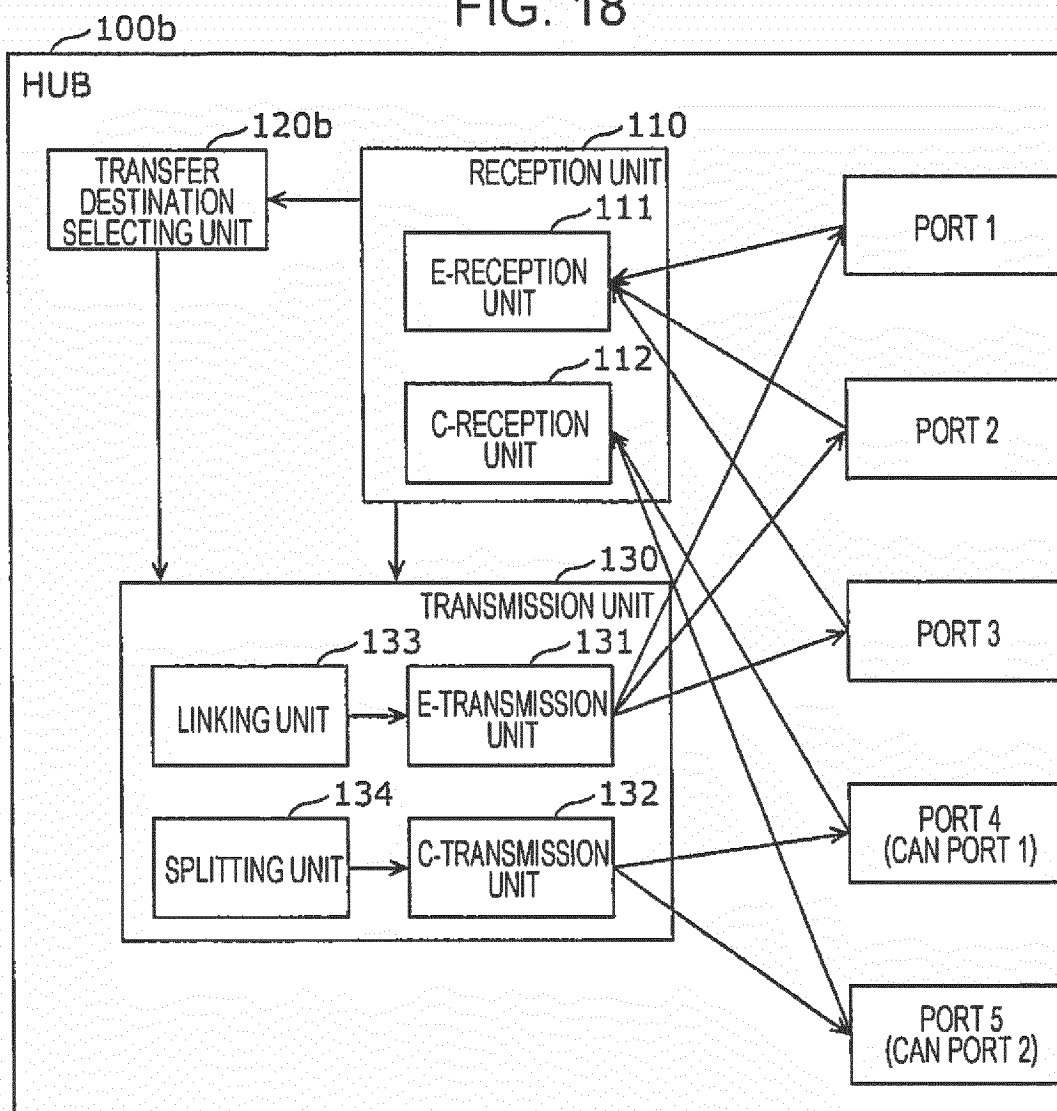 FIG. 18
100b
HUB
120b
TRANSFER
DESTINATION
SELECTING UNIT
110
RECEPTION UNIT
111
E-RECEPTION
UNIT
112
C-RECEPTION
UNIT
130
TRANSMISSION UNIT
133
LINKING UNIT
131
E-TRANSMISSION
UNIT
134
SPLITTING UNIT
132
C-TRANSMISSION
UNIT
PORT 1
PORT 2
PORT 3
PORT 4
(CAN PORT 1)
PORT 5
(CAN PORT 2)